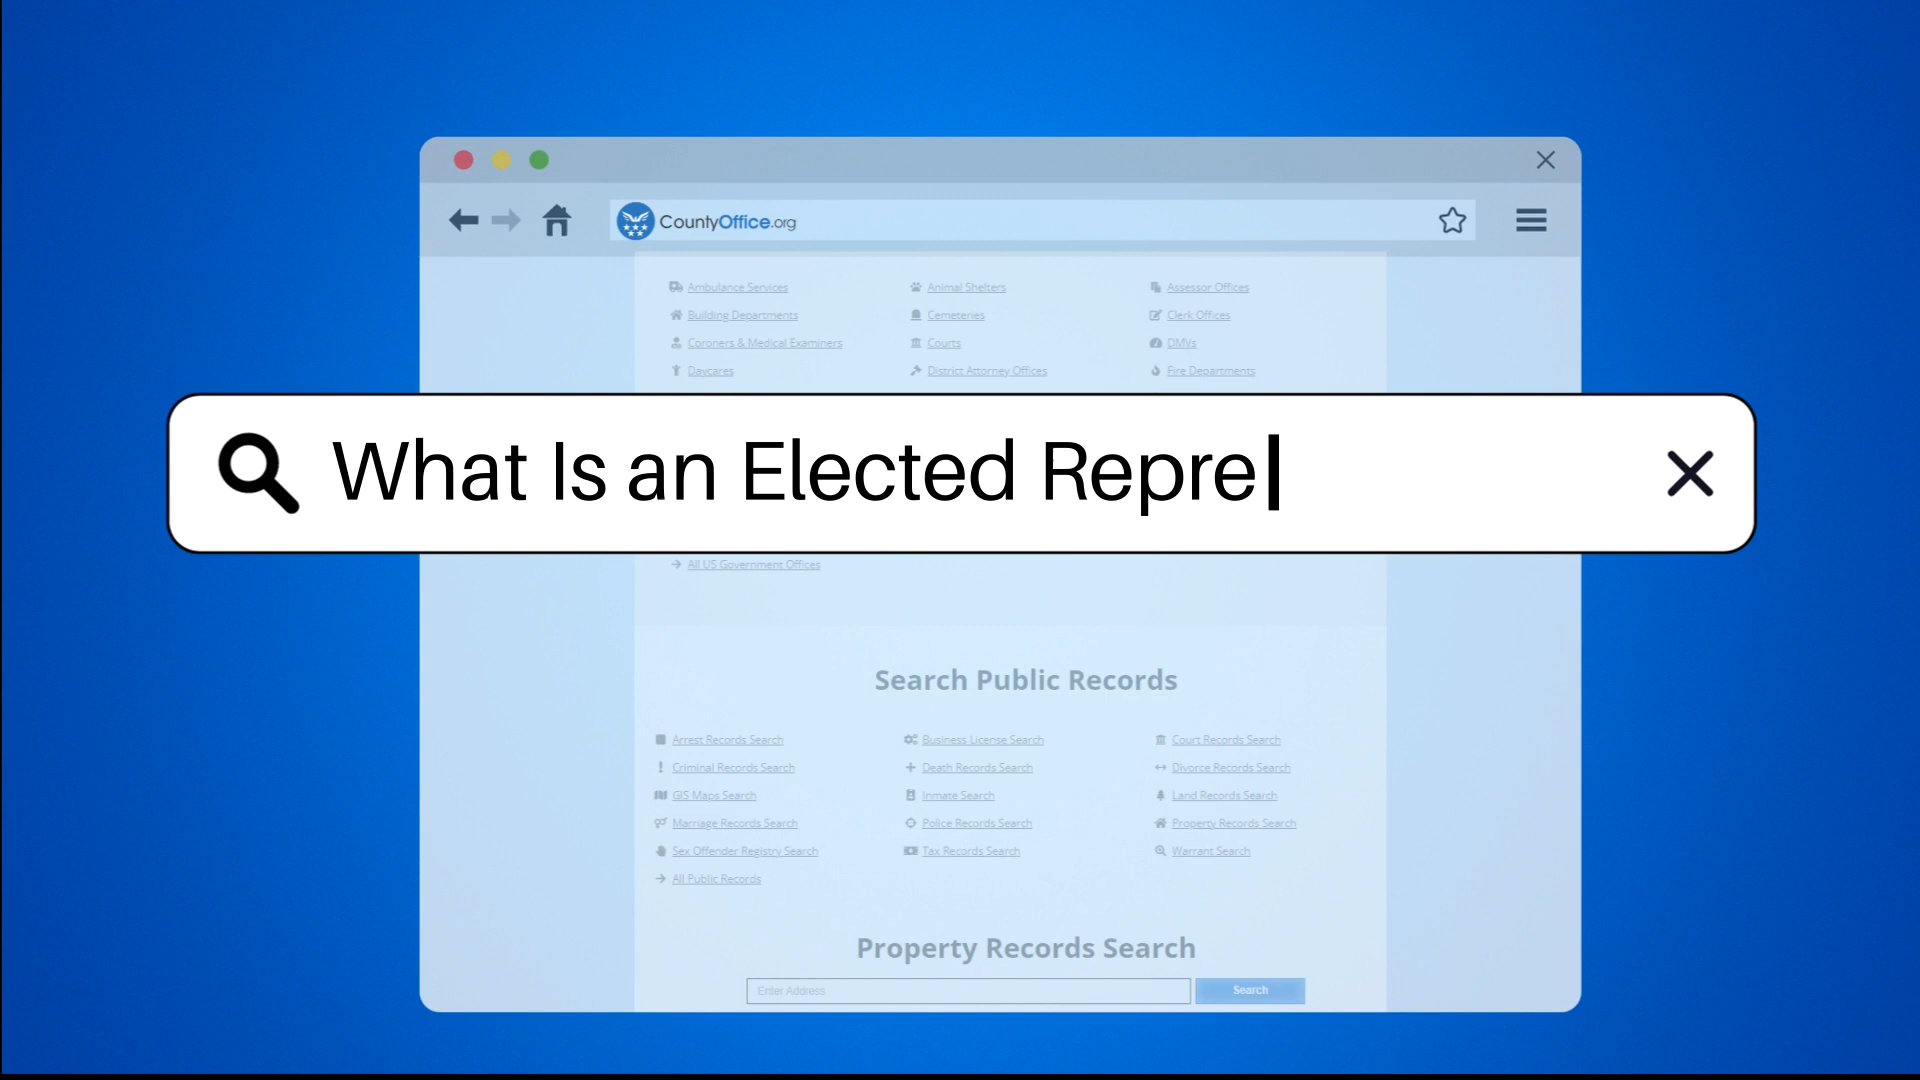 CountyOffice.org
Ambulance Services Animal Shelters Assessor Offices
Building Departments Cemeteries Clerk Offices
Coroners & Medical Examiners Courts DMVs
Daycares District Attorney Offices Fire Departments
What Is an Elected Repre
All US Government Offices
Search Public Records
Arrest Records Search Business License Search Court Records Search
Criminal Records Search Death Records Search Divorce Records Search
GIS Maps Search Inmate Search Land Records Search
Marriage Records Search Police Records Search Property Records Search
Sex Offender Registry Search Tax Records Search Warrant Search
All Public Records
Property Records Search
Enter Address Search